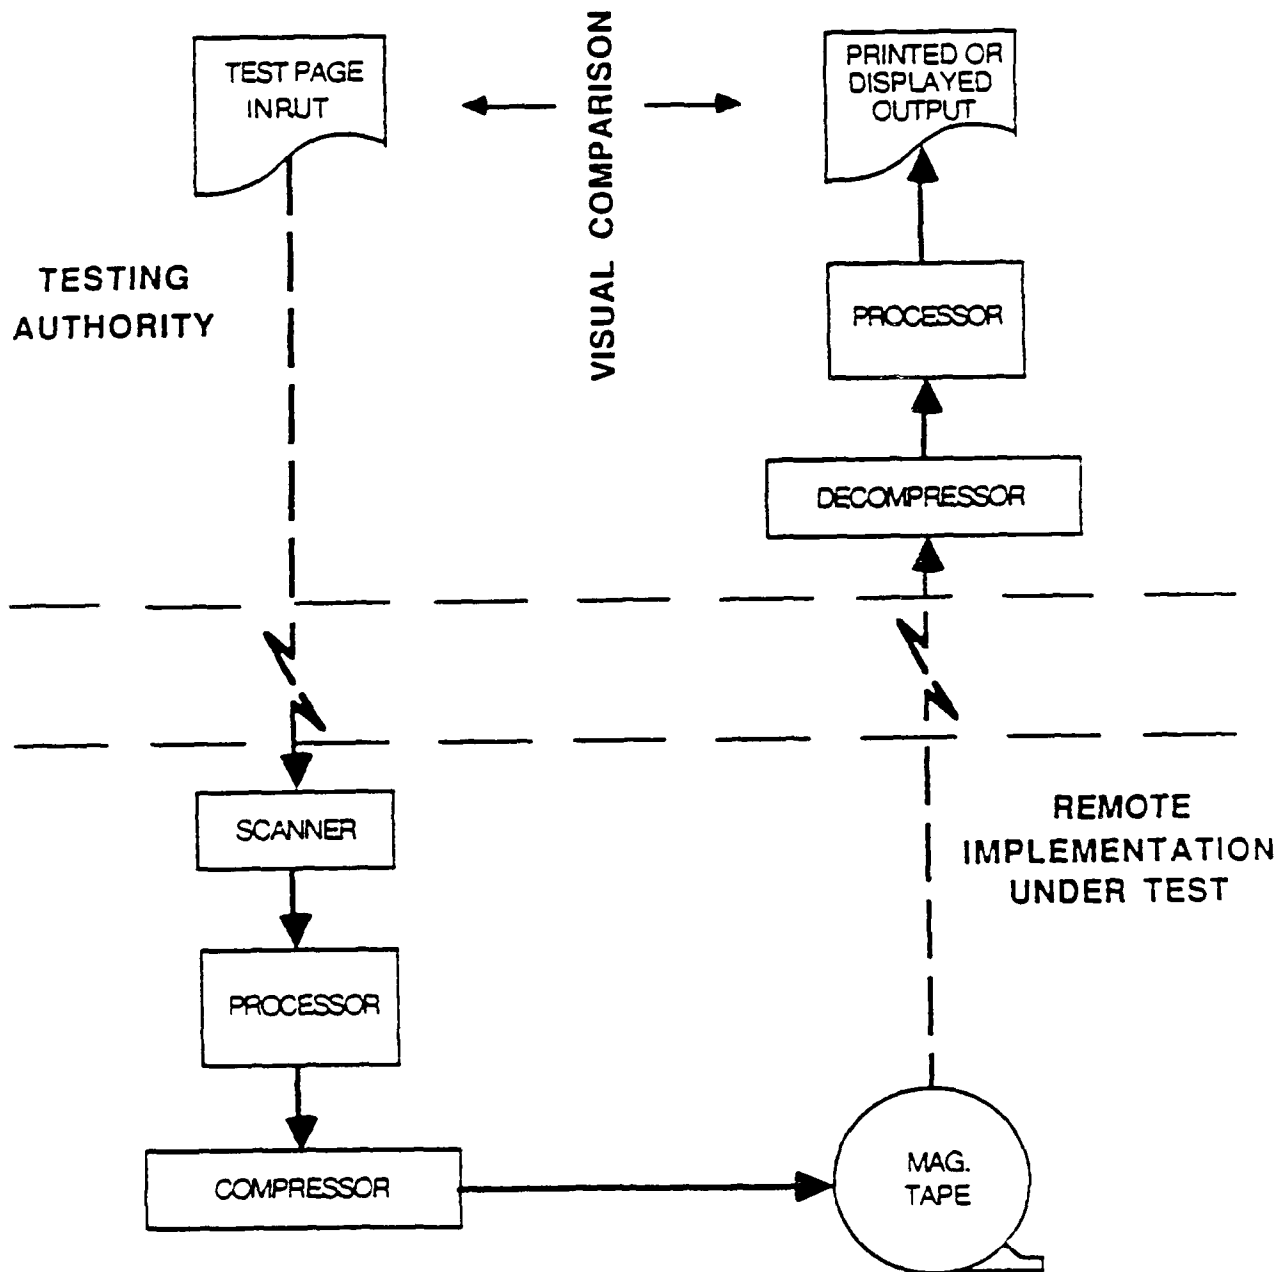 TEST PAGE
INPUT
VISUAL COMPARISON
PRINTED OR
DISPLAYED
OUTPUT
TESTING
AUTHORITY
PROCESSOR
DECOMPRESSOR
SCANNER
REMOTE
IMPLEMENTATION
UNDER TEST
PROCESSOR
COMPRESSOR
MAG.
TAPE